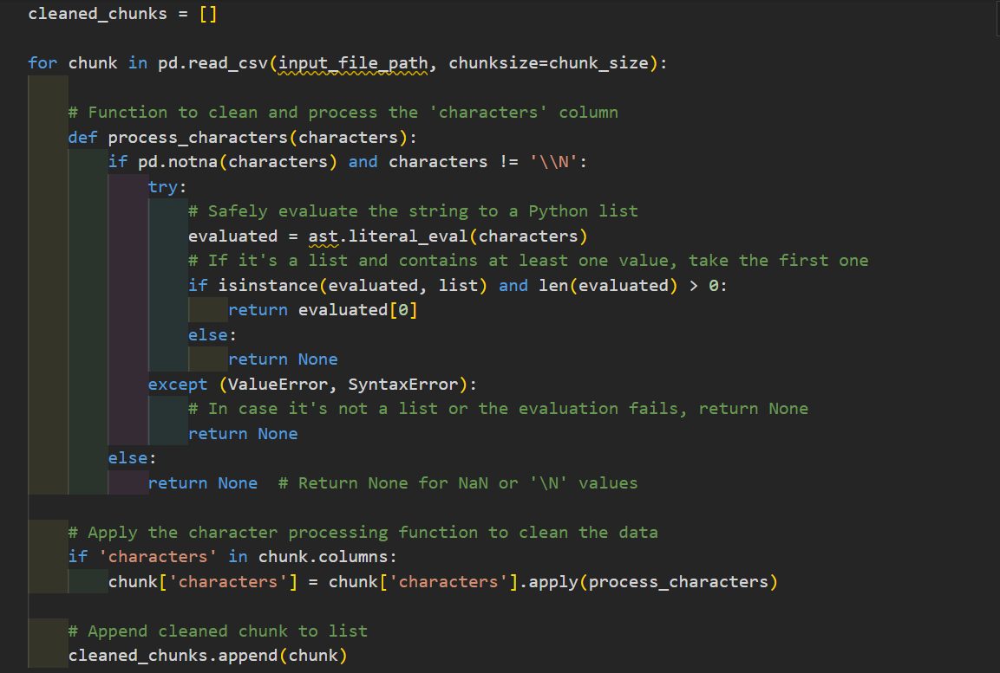 cleaned_chunks = []
for chunk in pd.read_csv(input_file_path, chunksize=chunk_size):
    # Function to clean and process the 'characters' column
    def process_characters(characters):
        if pd.notna(characters) and characters != '\\N':
            try:
                # Safely evaluate the string to a Python list
                evaluated = ast.literal_eval(characters)
                # If it's a list and contains at least one value, take the first one
                if isinstance(evaluated, list) and len(evaluated) > 0:
                    return evaluated[0]
                else:
                    return None
            except (ValueError, SyntaxError):
                # In case it's not a list or the evaluation fails, return None
                return None
        else:
            return None  # Return None for NaN or '\N' values
    # Apply the character processing function to clean the data
    if 'characters' in chunk.columns:
        chunk['characters'] = chunk['characters'].apply(process_characters)
    # Append cleaned chunk to list
    cleaned_chunks.append(chunk)